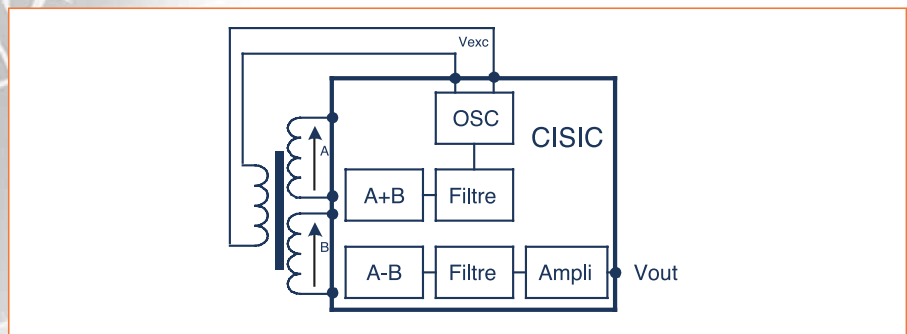 Vexc
OSC
CISIC
A
A+B
Filtre
B
A-B
Filtre
Ampli
Vout